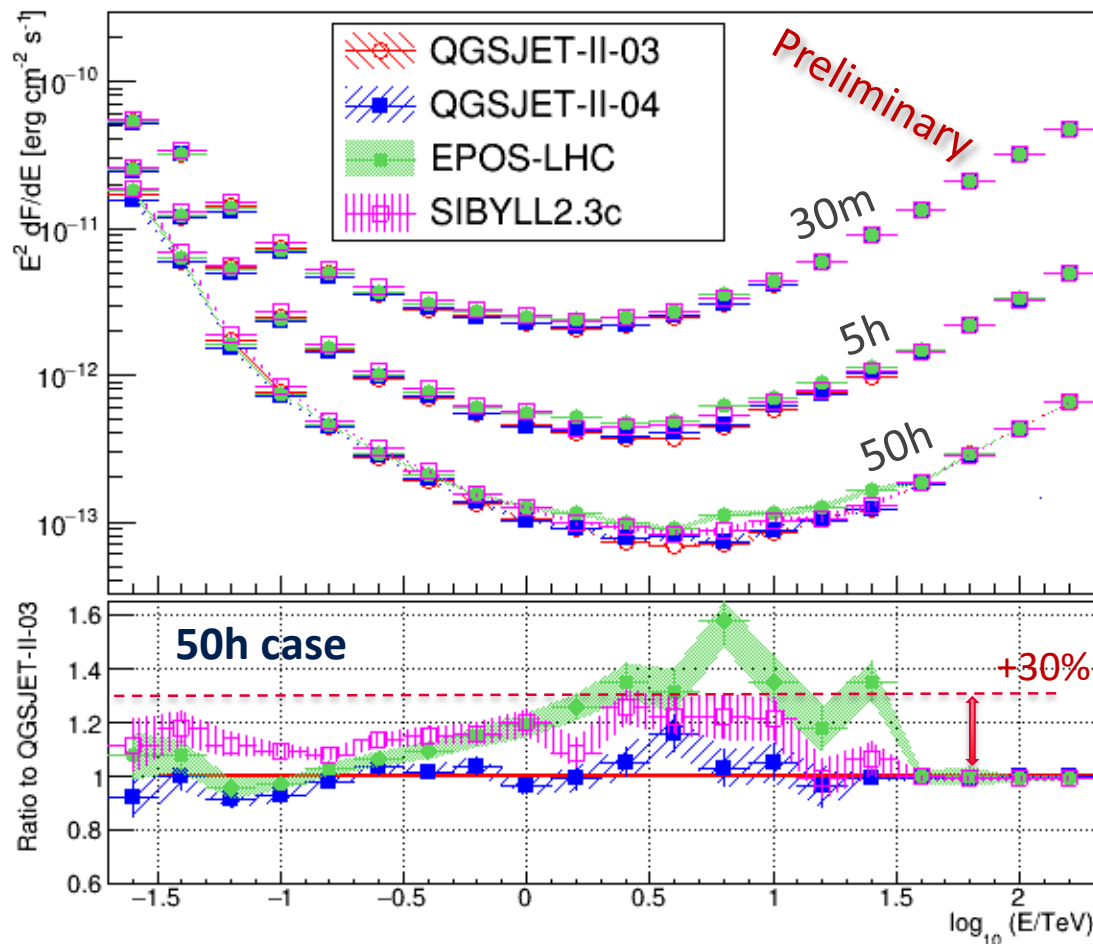 E² dF/dE [erg cm⁻² s⁻¹]
10⁻¹⁰
10⁻¹¹
10⁻¹²
10⁻¹³
QGSJET-II-03
QGSJET-II-04
EPOS-LHC
SIBYLL2.3c
Preliminary
30m
5h
50h
Ratio to QGSJET-II-03
1.6
1.4
1.2
1
0.8
0.6
50h case
+30%
−1.5 −1 −0.5 0 0.5 1 1.5 2
log₁₀ (E/TeV)